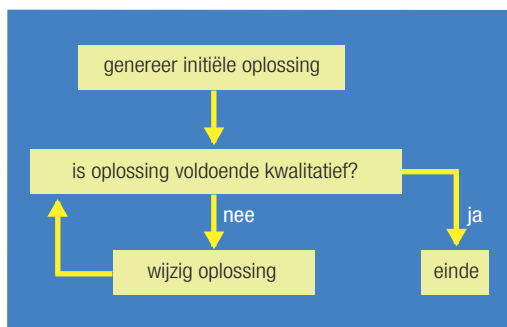 genereer initiële oplossing
is oplossing voldoende kwalitatief?
nee
ja
wijzig oplossing
einde